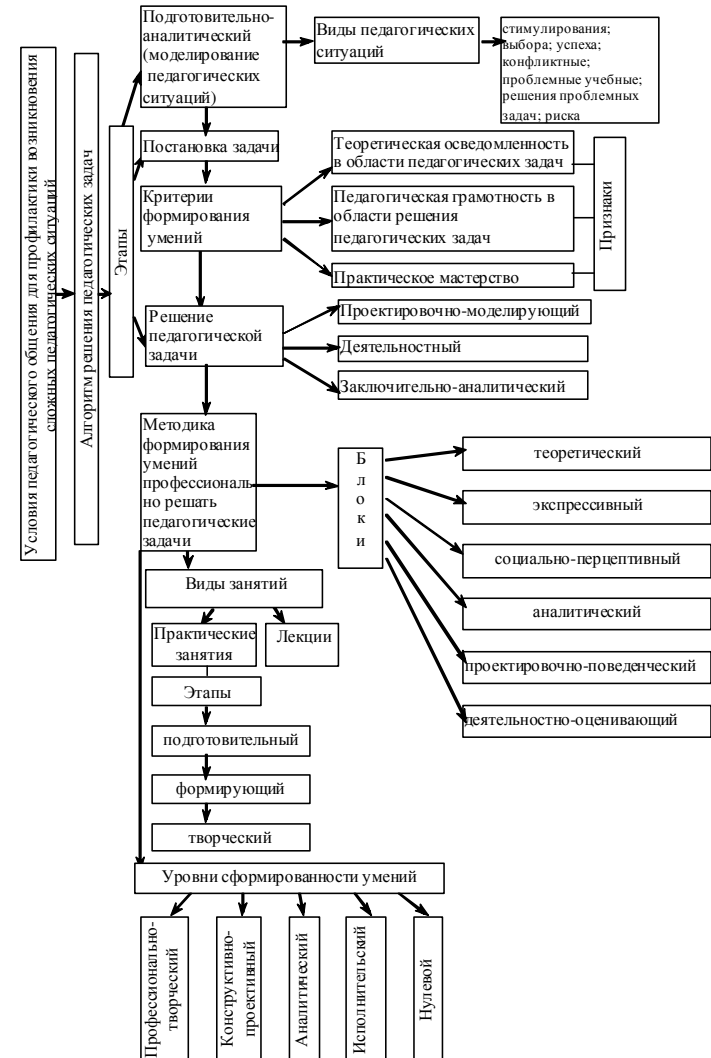 Условия педагогического общения для профилактики возникновения
сложных педагогических ситуаций
Алгоритм решения педагогических задач
Этапы
Подготовительно-
аналитический
(моделирование
педагогических
ситуаций)
Виды педагогических
ситуаций
стимулирования;
выбора; успеха;
конфликтные;
проблемные учебные;
решения проблемных
задач; риска
Постановка задачи
Критерии
формирования
умений
Теоретическая осведомленность
в области педагогических задач
Педагогическая грамотность в
области решения
педагогических задач
Практическое мастерство
Признаки
Решение
педагогической
задачи
Проектировочно-моделирующий
Деятельностный
Заключительно-аналитический
Методика
формирования
умений
профессиональ
но решать
педагогические
задачи
Б
л
о
к
и
теоретический
экспрессивный
социально-перцептивный
аналитический
проектировочно-поведенческий
деятельностно-оценивающий
Виды занятий
Практические
занятия
Лекции
Этапы
подготовительный
формирующий
творческий
Уровни сформированности умений
Профессионально-
творческий
Конструктивно-
проективный
Аналитический
Исполнительский
Нулевой